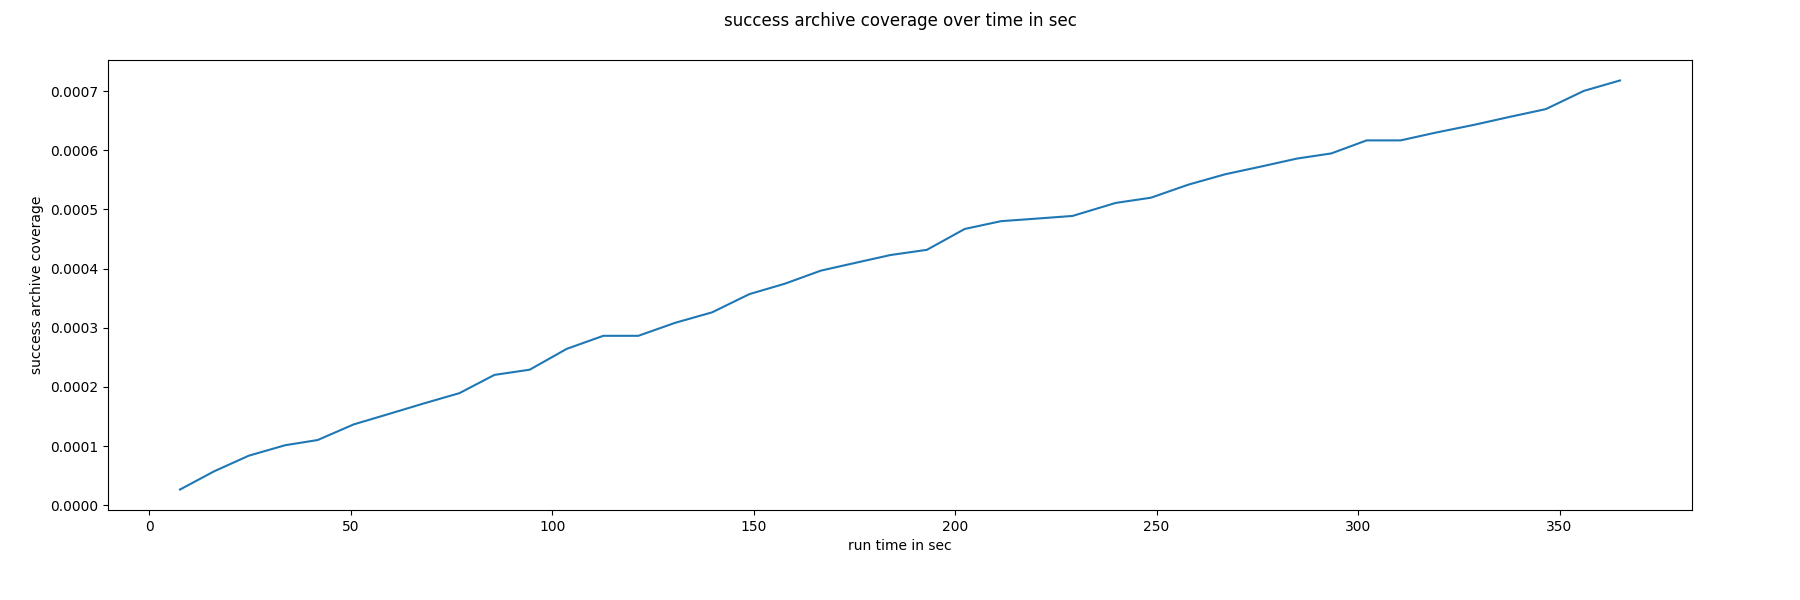 success archive coverage over time in sec
0.0007
0.0006
0.0005
0.0004
0.0003
0.0002
0.0001
0.0000
success archive coverage
0 50 100 150 200 250 300 350
run time in sec